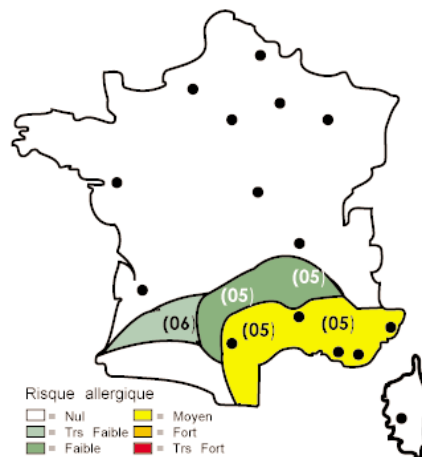 (05)
(05)
(06)
(05)
(05)
Risque allergique
= Nul
= Trs Faible
= Faible
= Moyen
= Fort
= Trs Fort